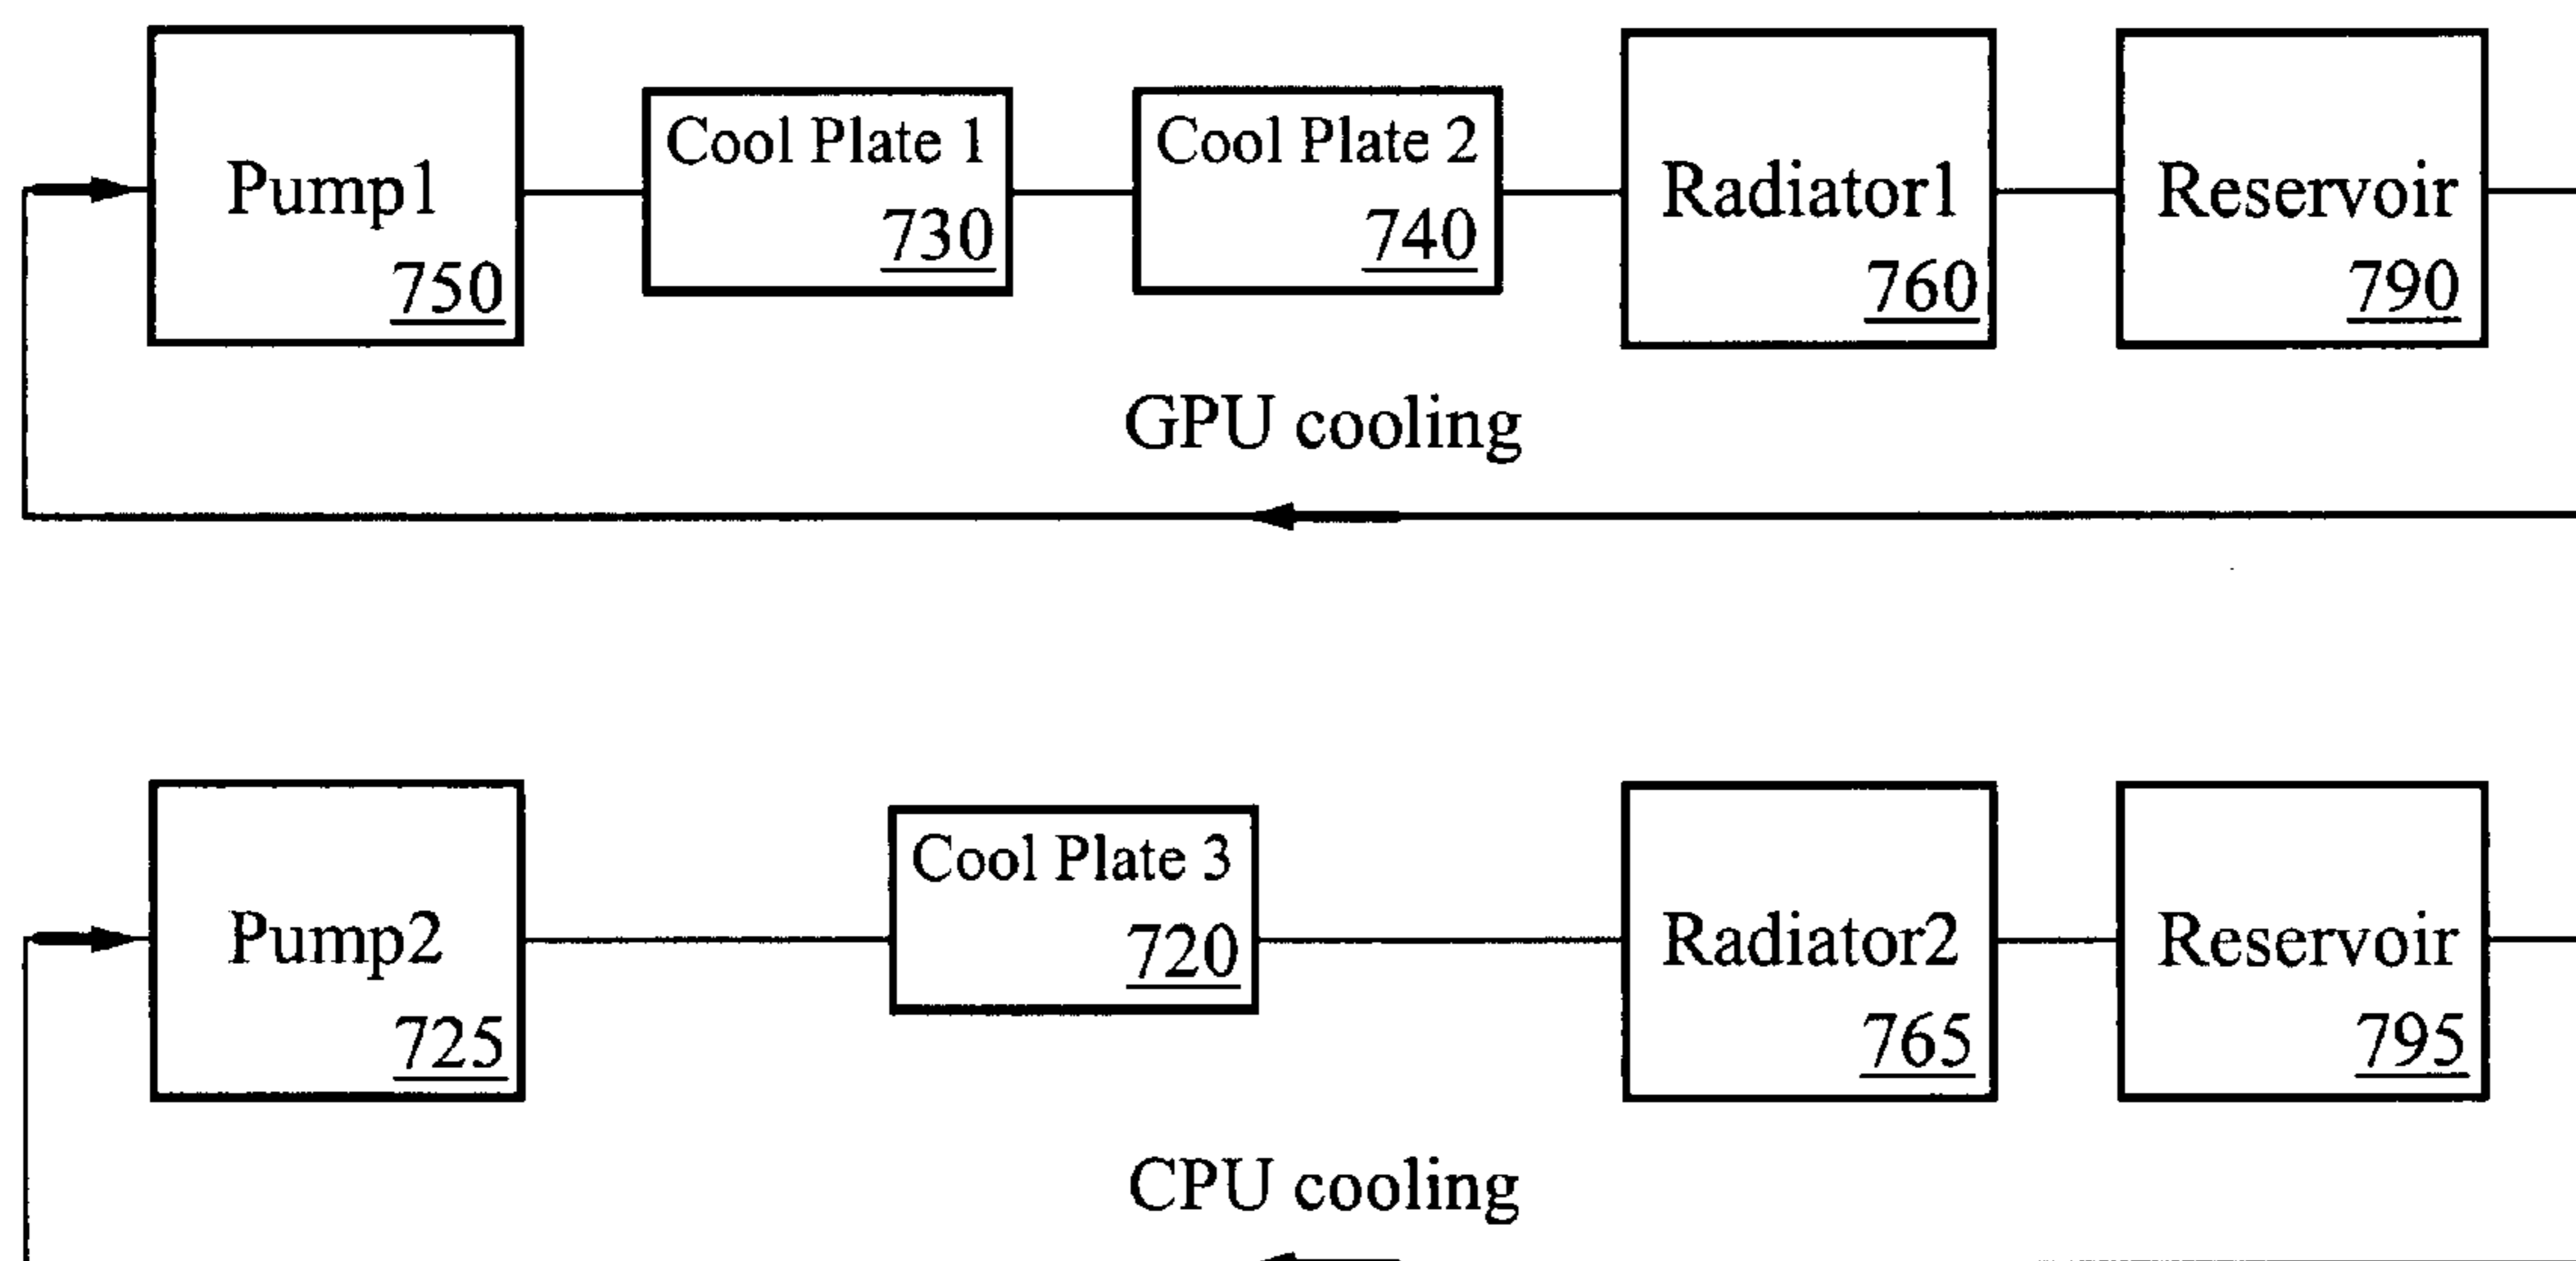 Pump1
750
Cool Plate 1
730
Cool Plate 2
740
Radiator1
760
Reservoir
790
GPU cooling
Pump2
725
Cool Plate 3
720
Radiator2
765
Reservoir
795
CPU cooling